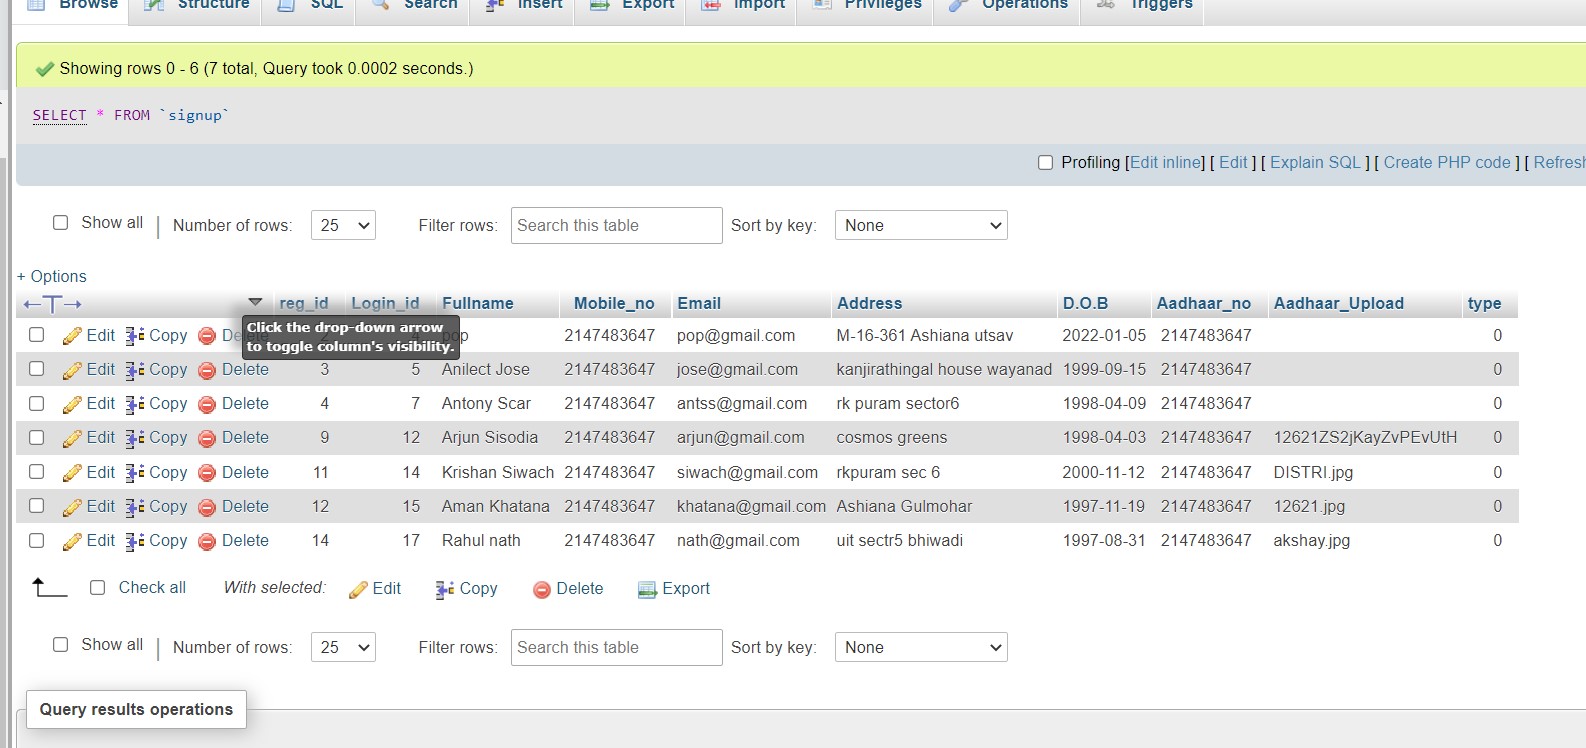 Browse Structure SQL Search Insert Export Import Privileges Operations Triggers
Showing rows 0 - 6 (7 total, Query took 0.0002 seconds.)
SELECT * FROM `signup`
Profiling [Edit inline] [ Edit ] [ Explain SQL ] [ Create PHP code ] [ Refresh
Show all | Number of rows: 25 Filter rows: Search this table Sort by key: None
+ Options
←T→ reg_id Login_id Fullname Mobile_no Email Address D.O.B Aadhaar_no Aadhaar_Upload type
Click the drop-down arrow
to toggle column's visibility.
Edit Copy Delete 2 4 pop 2147483647 pop@gmail.com M-16-361 Ashiana utsav 2022-01-05 2147483647 0
Edit Copy Delete 3 5 Anilect Jose 2147483647 jose@gmail.com kanjirathingal house wayanad 1999-09-15 2147483647 0
Edit Copy Delete 4 7 Antony Scar 2147483647 antss@gmail.com rk puram sector6 1998-04-09 2147483647 0
Edit Copy Delete 9 12 Arjun Sisodia 2147483647 arjun@gmail.com cosmos greens 1998-04-03 2147483647 12621ZS2jKayZvPEvUtH 0
Edit Copy Delete 11 14 Krishan Siwach 2147483647 siwach@gmail.com rkpuram sec 6 2000-11-12 2147483647 DISTRI.jpg 0
Edit Copy Delete 12 15 Aman Khatana 2147483647 khatana@gmail.com Ashiana Gulmohar 1997-11-19 2147483647 12621.jpg 0
Edit Copy Delete 14 17 Rahul nath 2147483647 nath@gmail.com uit sectr5 bhiwadi 1997-08-31 2147483647 akshay.jpg 0
Check all With selected: Edit Copy Delete Export
Show all | Number of rows: 25 Filter rows: Search this table Sort by key: None
Query results operations